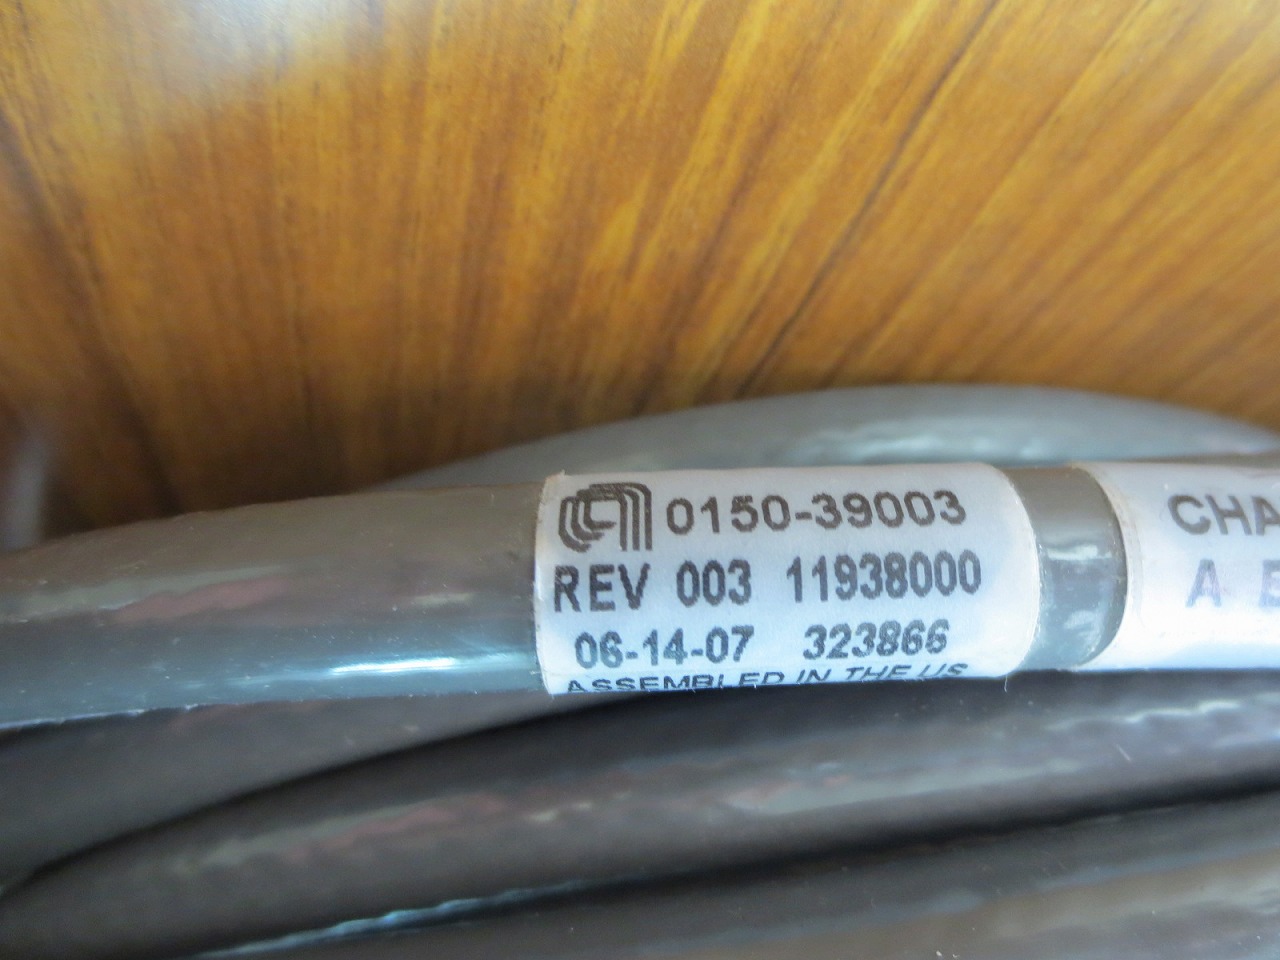 0150-39003
REV 003 11938000
06-14-07 323866
ASSEMBLED IN THE US
CHA
A